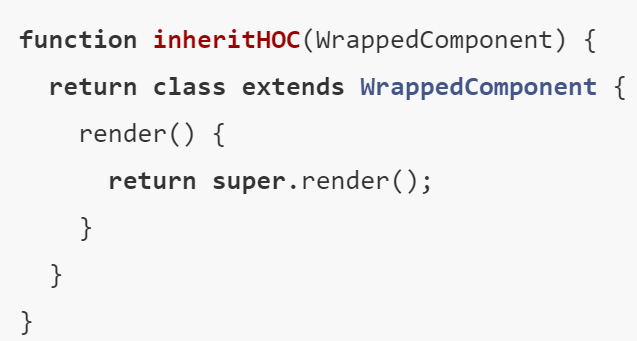 function inheritHOC(WrappedComponent) {
  return class extends WrappedComponent {
    render() {
      return super.render();
    }
  }
}